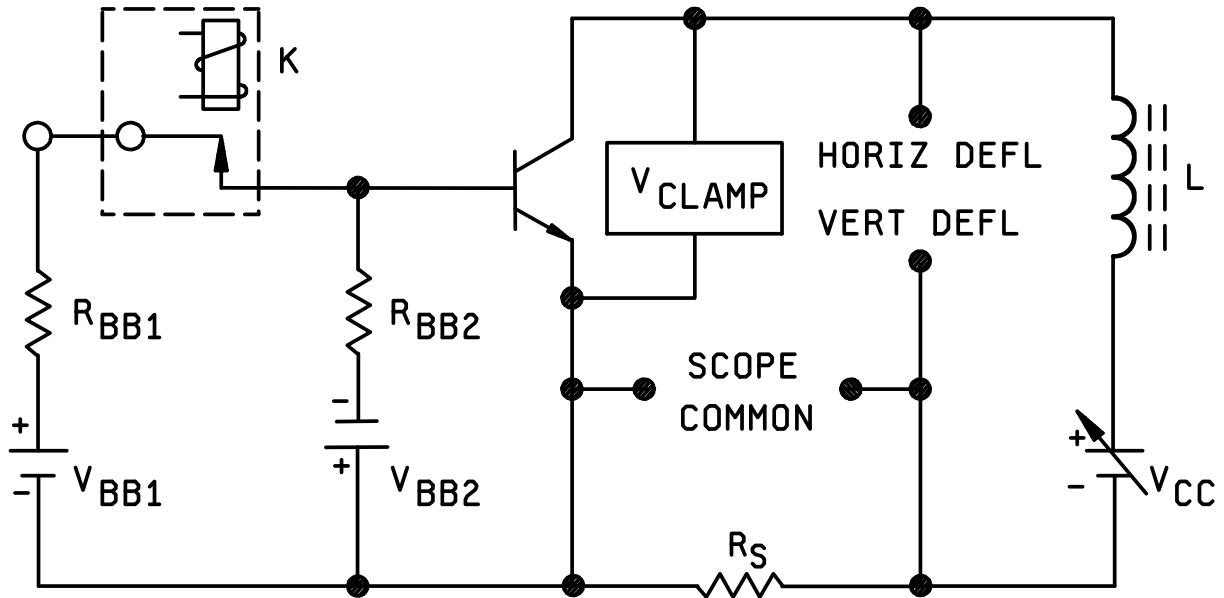 K
HORIZ DEFL
V CLAMP
VERT DEFL
L
R BB1
R BB2
SCOPE
COMMON
+
-
-
+
+
-
V BB1
V BB2
V CC
R S